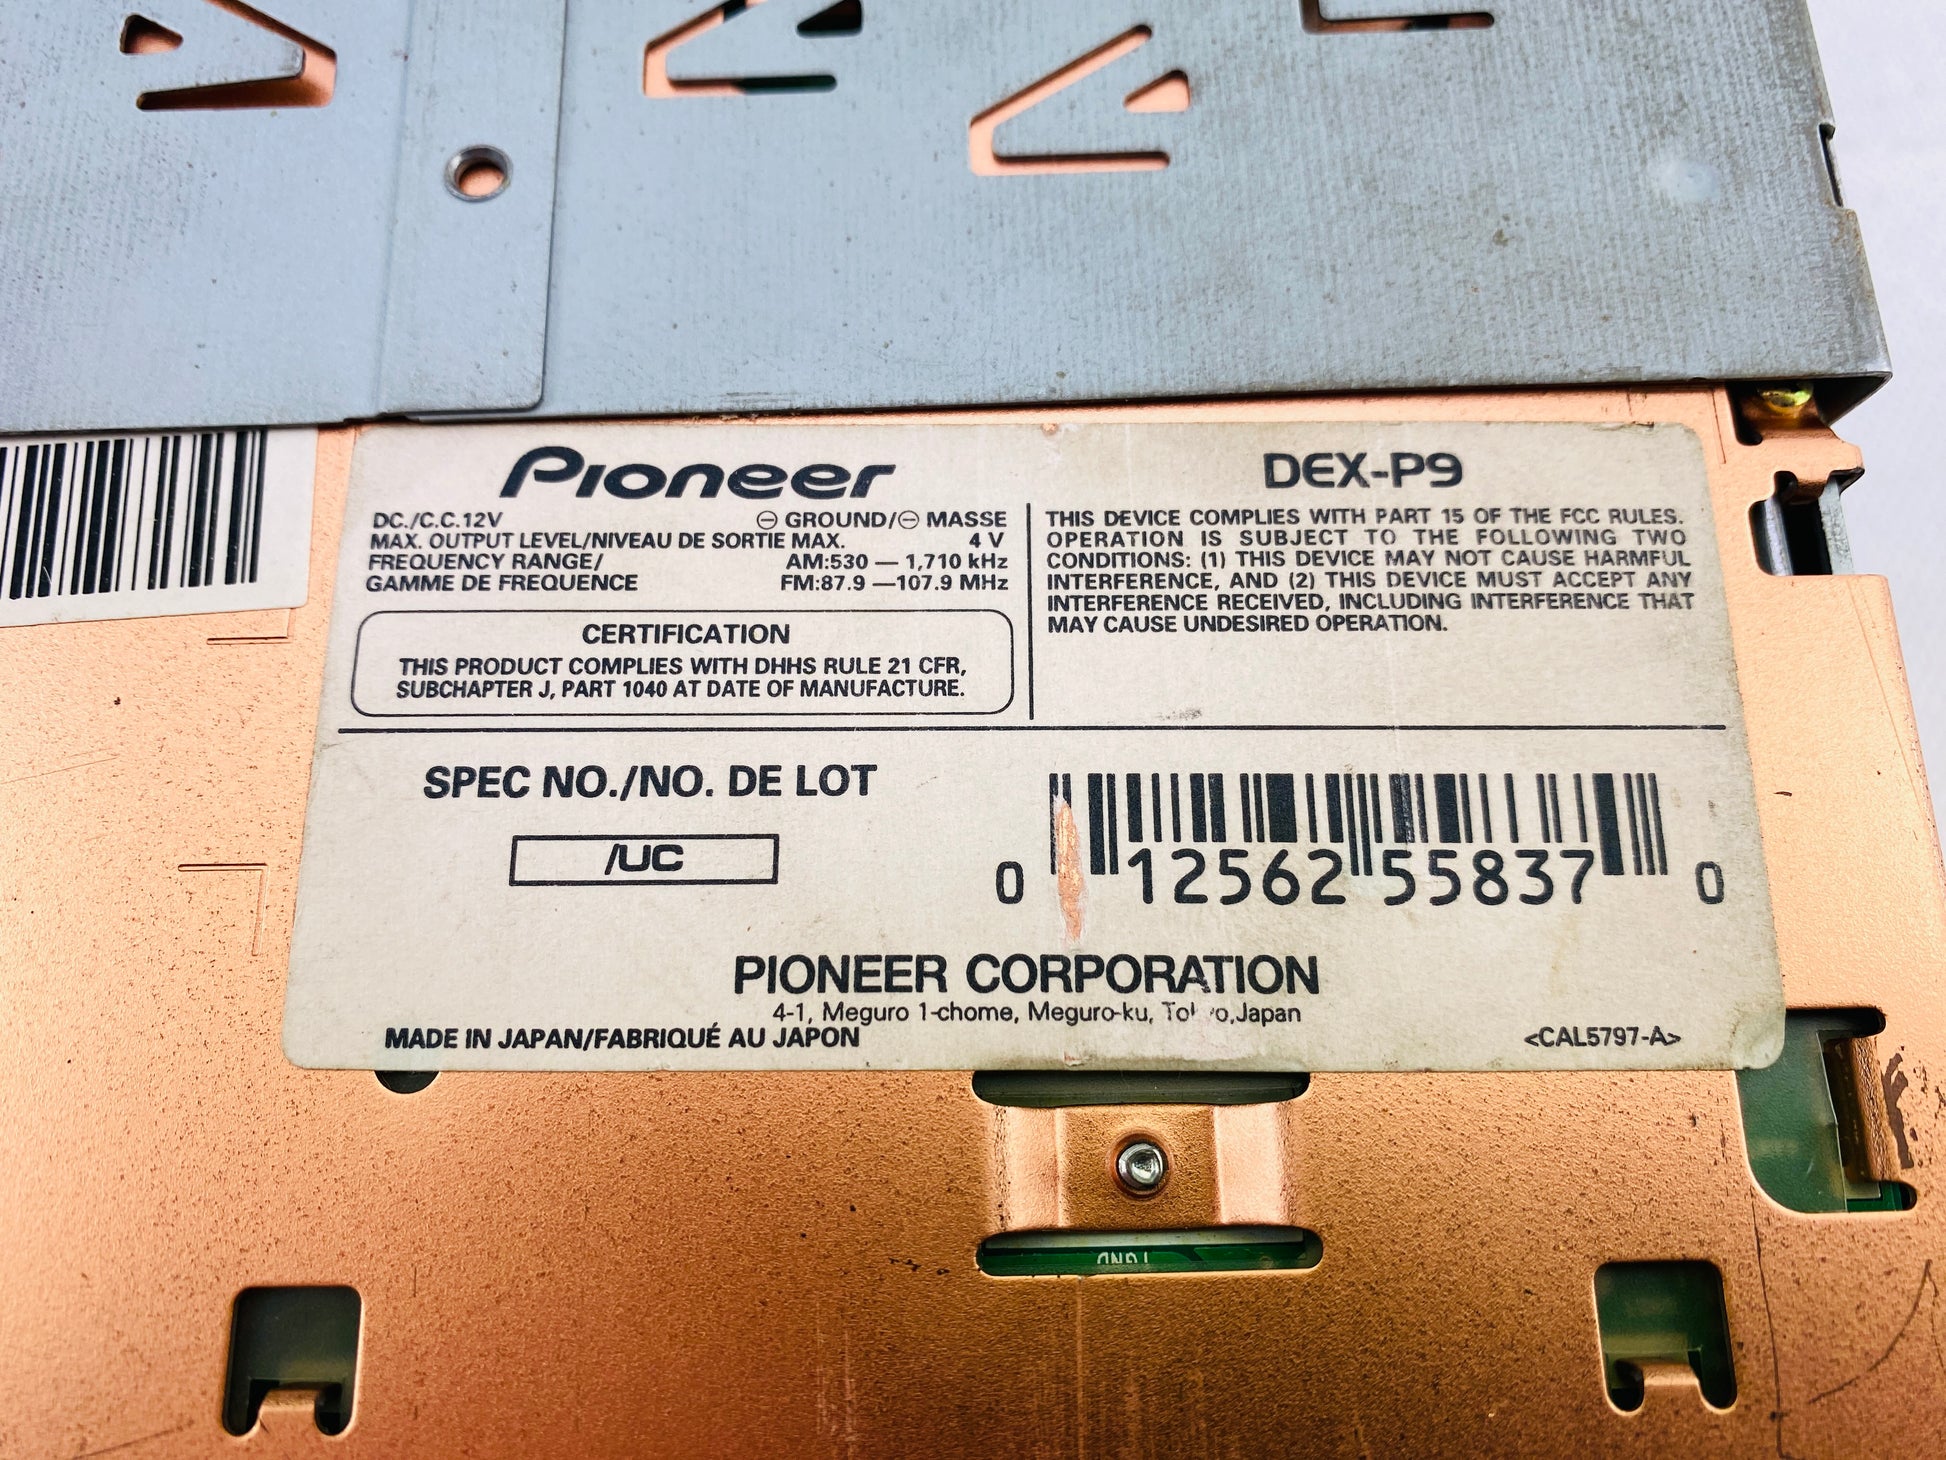 Pioneer
DEX-P9
DC./C.C.12V ⊖ GROUND/⊖ MASSE
MAX. OUTPUT LEVEL/NIVEAU DE SORTIE MAX. 4 V
FREQUENCY RANGE/ AM:530 — 1,710 kHz
GAMME DE FREQUENCE FM:87.9 —107.9 MHz
CERTIFICATION
THIS PRODUCT COMPLIES WITH DHHS RULE 21 CFR,
SUBCHAPTER J, PART 1040 AT DATE OF MANUFACTURE.
THIS DEVICE COMPLIES WITH PART 15 OF THE FCC RULES.
OPERATION IS SUBJECT TO THE FOLLOWING TWO
CONDITIONS: (1) THIS DEVICE MAY NOT CAUSE HARMFUL
INTERFERENCE, AND (2) THIS DEVICE MUST ACCEPT ANY
INTERFERENCE RECEIVED, INCLUDING INTERFERENCE THAT
MAY CAUSE UNDESIRED OPERATION.
SPEC NO./NO. DE LOT
/UC
0 12562 55837 0
PIONEER CORPORATION
4-1, Meguro 1-chome, Meguro-ku, Japan
MADE IN JAPAN/FABRIQUÉ AU JAPON
<CAL5797-A>